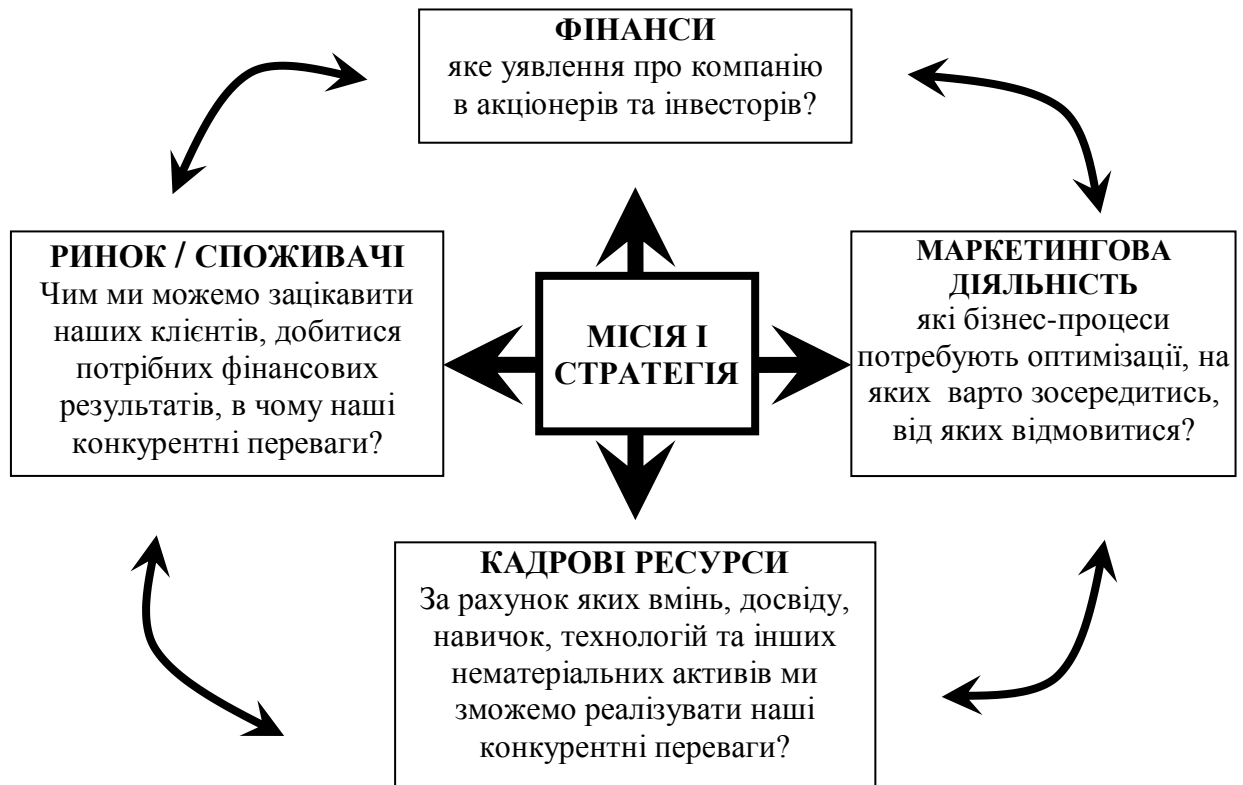 ФІНАНСИ
яке уявлення про компанію
в акціонерів та інвесторів?
РИНОК / СПОЖИВАЧІ
Чим ми можемо зацікавити
наших клієнтів, добитися
потрібних фінансових
результатів, в чому наші
конкурентні переваги?
МІСІЯ І
СТРАТЕГІЯ
МАРКЕТИНГОВА
ДІЯЛЬНІСТЬ
які бізнес-процеси
потребують оптимізації, на
яких варто зосередитись,
від яких відмовитися?
КАДРОВІ РЕСУРСИ
За рахунок яких вмінь, досвіду,
навичок, технологій та інших
нематеріальних активів ми
зможемо реалізувати наші
конкурентні переваги?